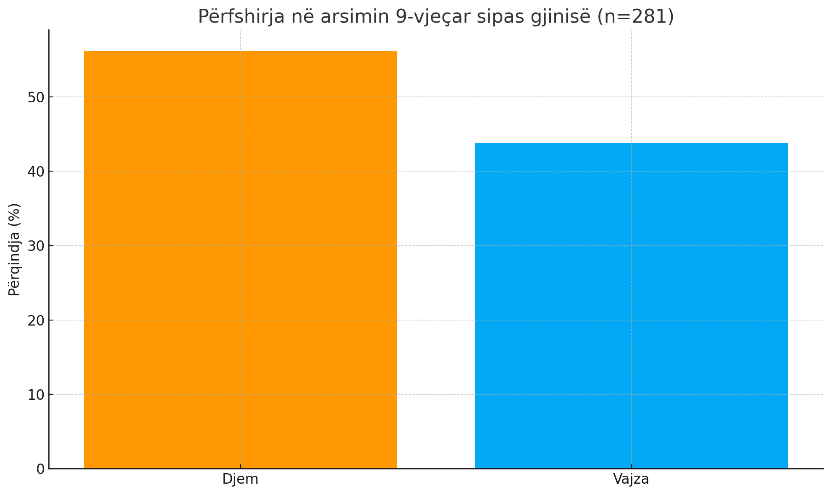 Përfshirja në arsimin 9-vjeçar sipas gjinisë (n=281)
Përqindja (%)
50
40
30
20
10
0
Djem
Vajza